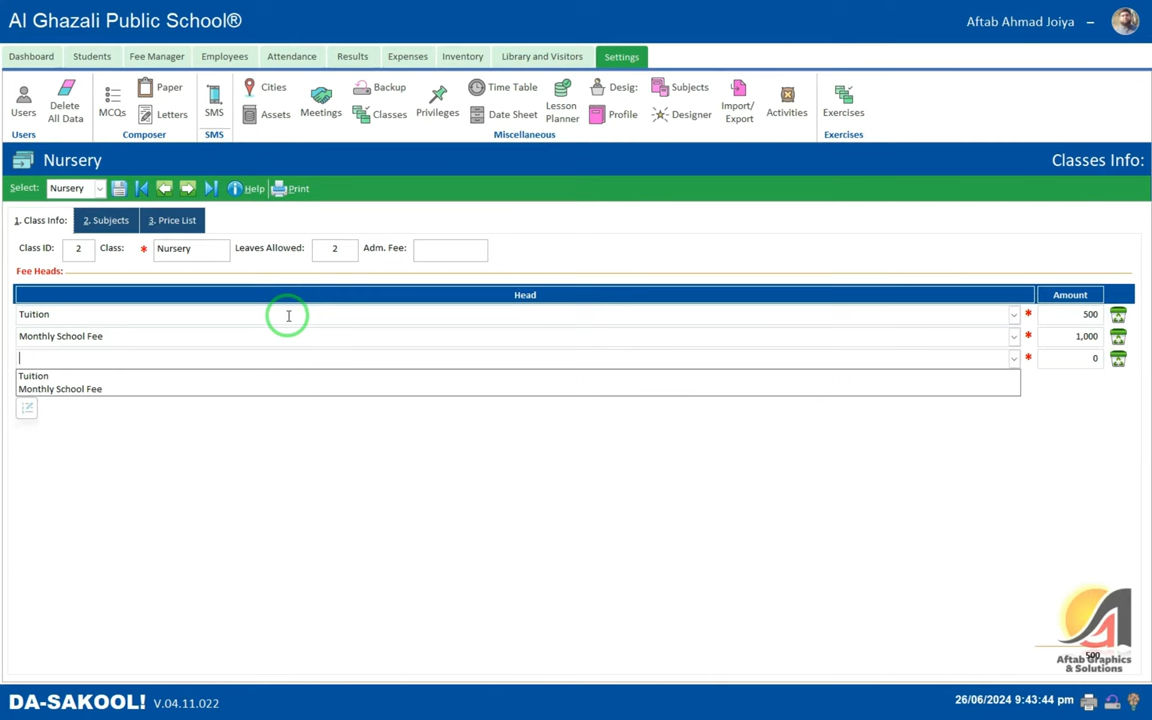 Al Ghazali Public School®
Aftab Ahmad Joiya –
Dashboard Students Fee Manager Employees Attendance Results Expenses Inventory Library and Visitors Settings
Users
Delete All Data
MCQs
Paper
Letters
SMS
Cities
Assets
Meetings
Backup
Classes
Privileges
Time Table
Date Sheet
Lesson Planner
Desig:
Profile
Subjects
Designer
Import/ Export
Activities
Exercises
Users Composer SMS Miscellaneous Exercises
Nursery Classes Info:
Select: Nursery Help Print
1. Class Info: 2. Subjects 3. Price List
Class ID: 2 Class: * Nursery Leaves Allowed: 2 Adm. Fee:
Fee Heads:
Head Amount
Tuition * 500
Monthly School Fee * 1,000
* 0
Tuition
Monthly School Fee
500
Aftab Graphics
& Solutions
DA-SAKOOL! V.04.11.022 26/06/2024 9:43:44 pm